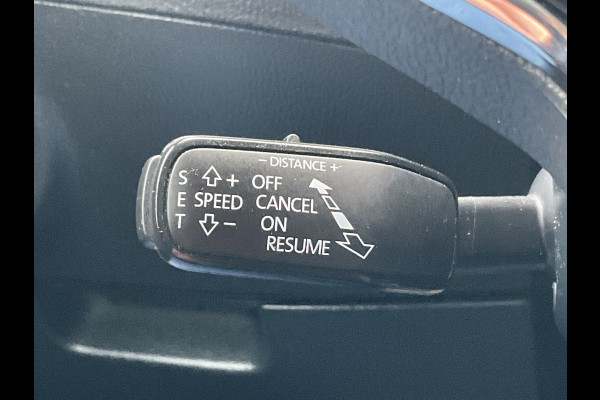 - DISTANCE +
S + OFF
E SPEED CANCEL
T - ON
RESUME